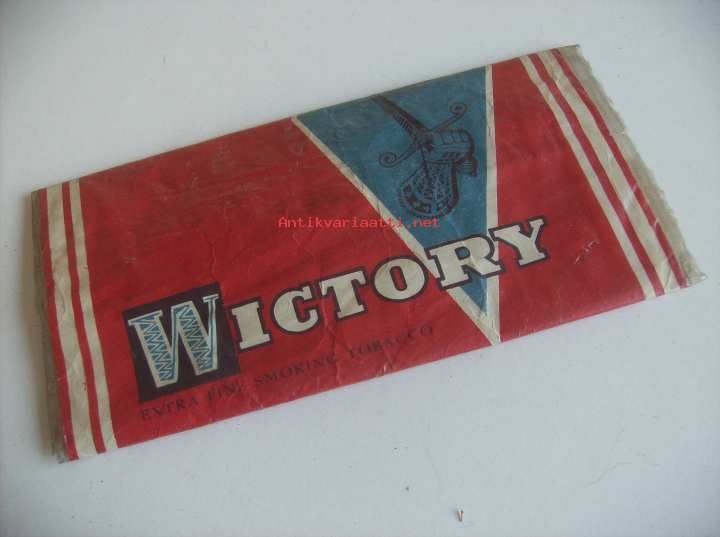 Antikvariaatti.net
WICTORY
EXTRA FINE SMOKING TOBACCO